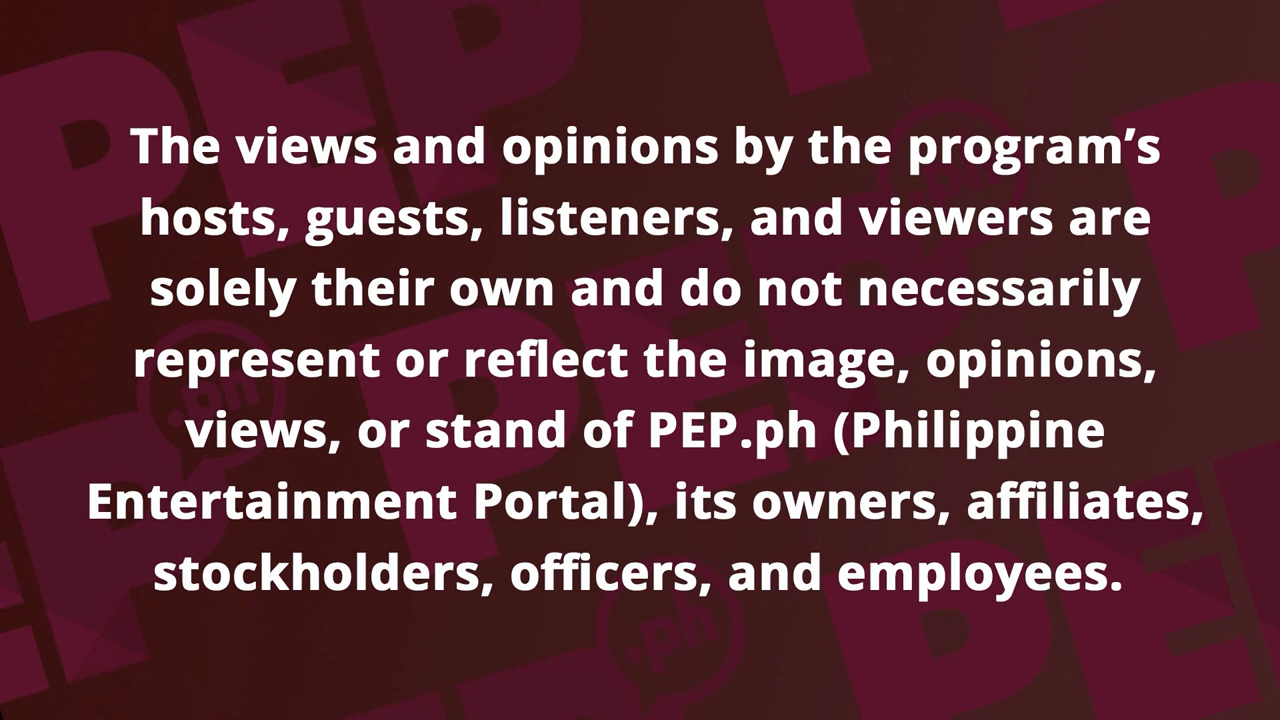 The views and opinions by the program’s
hosts, guests, listeners, and viewers are
solely their own and do not necessarily
represent or reflect the image, opinions,
views, or stand of PEP.ph (Philippine
Entertainment Portal), its owners, affiliates,
stockholders, officers, and employees.